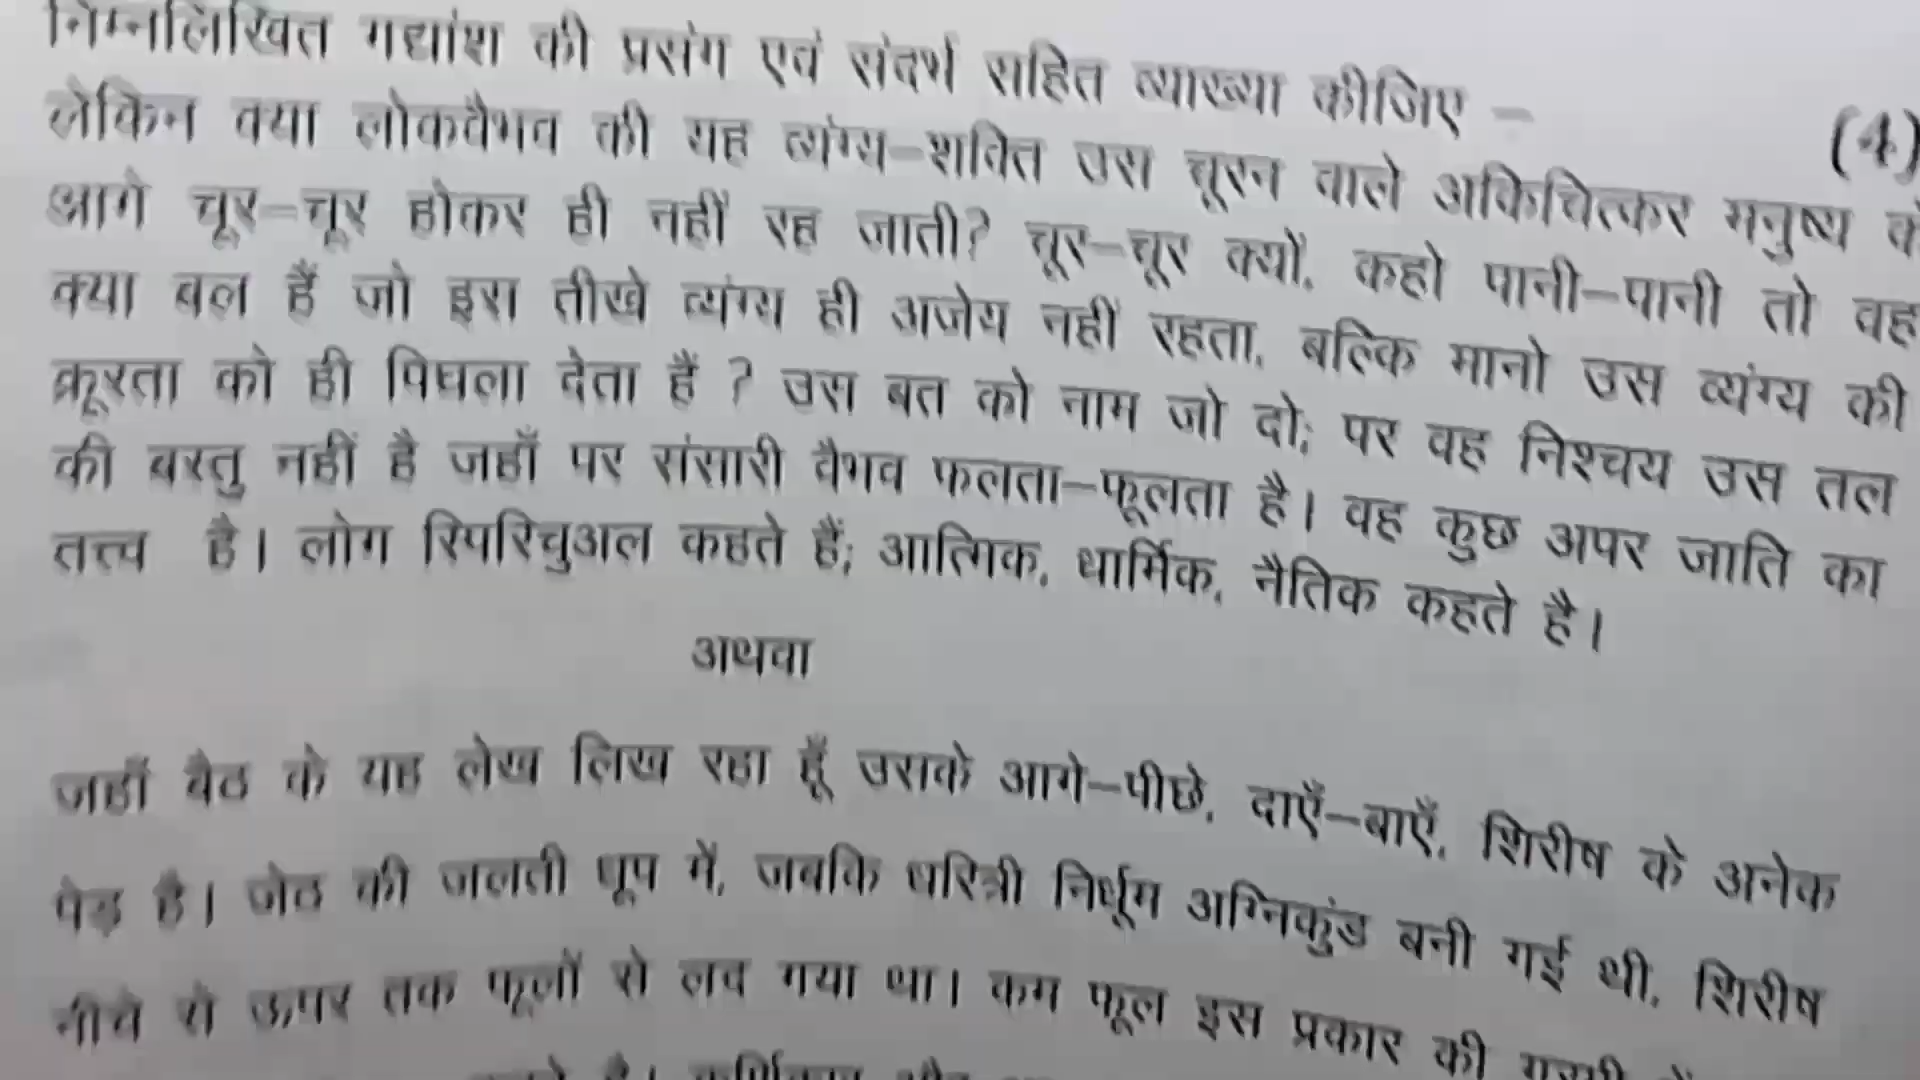 निम्नलिखित गद्यांश की प्रसंग एवं संदर्भ सहित व्याख्या कीजिए –
(4)
लेकिन क्या लोकवैभव की यह व्यंग्य–शक्ति उस चूरन वाले अकिंचित्कर मनुष्य के
आगे चूर–चूर होकर ही नहीं रह जाती? चूर–चूर क्यों, कहो पानी–पानी तो वह
क्या बल हैं जो इस तीखे व्यंग्य ही अजेय नहीं रहता, बल्कि मानो उस व्यंग्य की
क्रूरता को ही पिघला देता हैं ? उस बत को नाम जो दो; पर वह निश्चय उस तल
की वस्तु नहीं है जहाँ पर संसारी वैभव फलता–फूलता है। वह कुछ अपर जाति का
तत्त्व है। लोग स्पिरिचुअल कहते हैं; आत्मिक, धार्मिक, नैतिक कहते है।
अथवा
जहाँ बैठ के यह लेख लिख रहा हूँ उसके आगे–पीछे, दाएँ–बाएँ, शिरीष के अनेक
पेड़ है। जेठ की जलती धूप में, जबकि धरित्री निर्धूम अग्निकुंड बनी गई थी, शिरीष
नीचे से ऊपर तक फूलों से लद गया था। कम फूल इस प्रकार की गरमी में